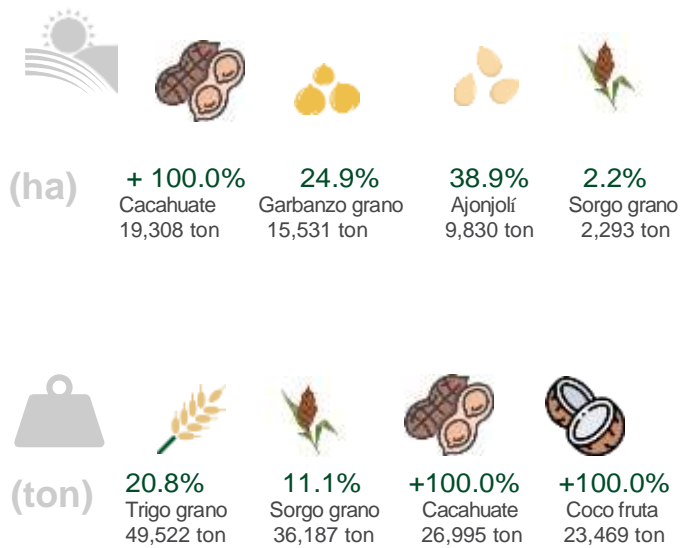 (ha)
+ 100.0% 24.9% 38.9% 2.2%
Cacahuate Garbanzo grano Ajonjolí Sorgo grano
19,308 ton 15,531 ton 9,830 ton 2,293 ton
(ton)
20.8% 11.1% +100.0% +100.0%
Trigo grano Sorgo grano Cacahuate Coco fruta
49,522 ton 36,187 ton 26,995 ton 23,469 ton